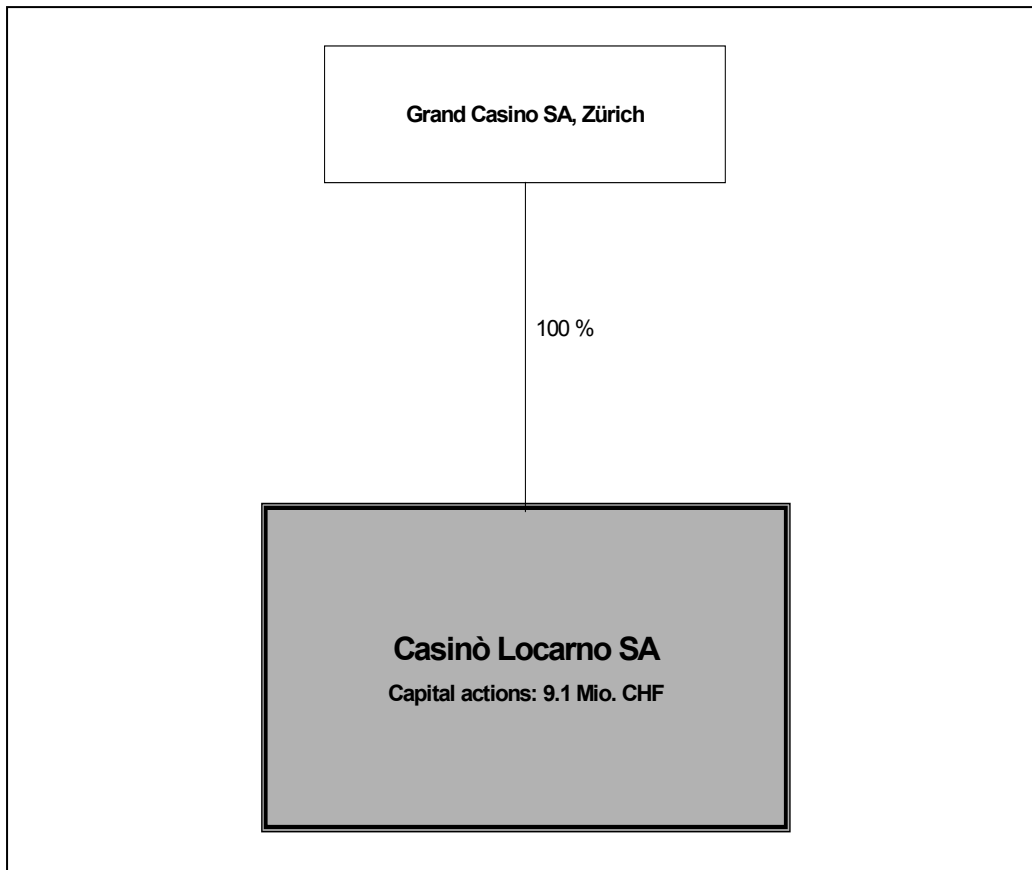 Grand Casino SA, Zürich
100 %
Casinò Locarno SA
Capital actions: 9.1 Mio. CHF